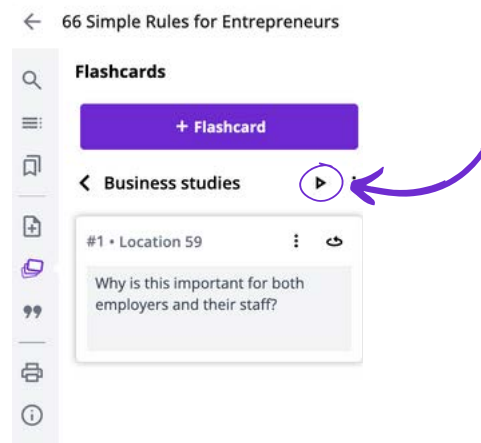 66 Simple Rules for Entrepreneurs
Flashcards
+ Flashcard
Business studies
#1 • Location 59
Why is this important for both
employers and their staff?